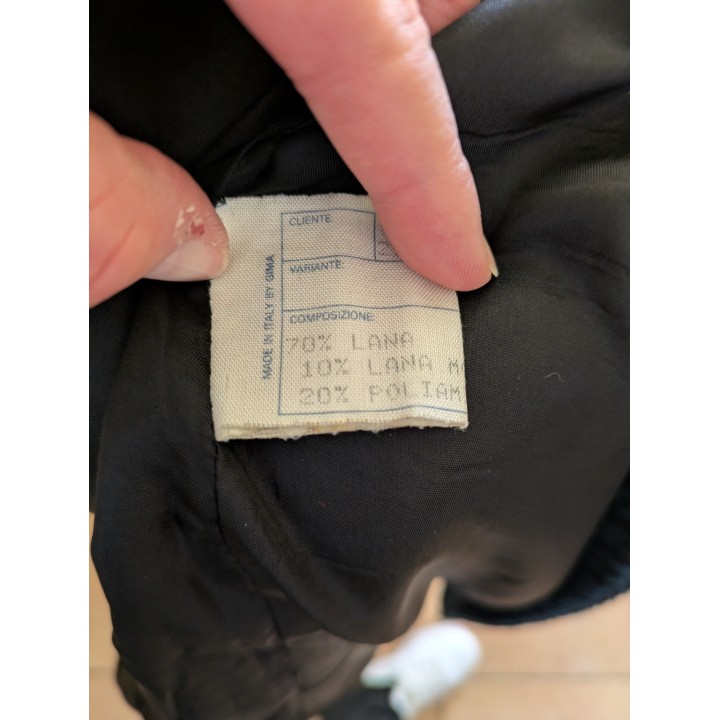 CLIENTE:
VARIANTE:
COMPOSIZIONE:
70% LANA
10% LANA
20% POLIAM
MADE IN ITALY BY GIMA